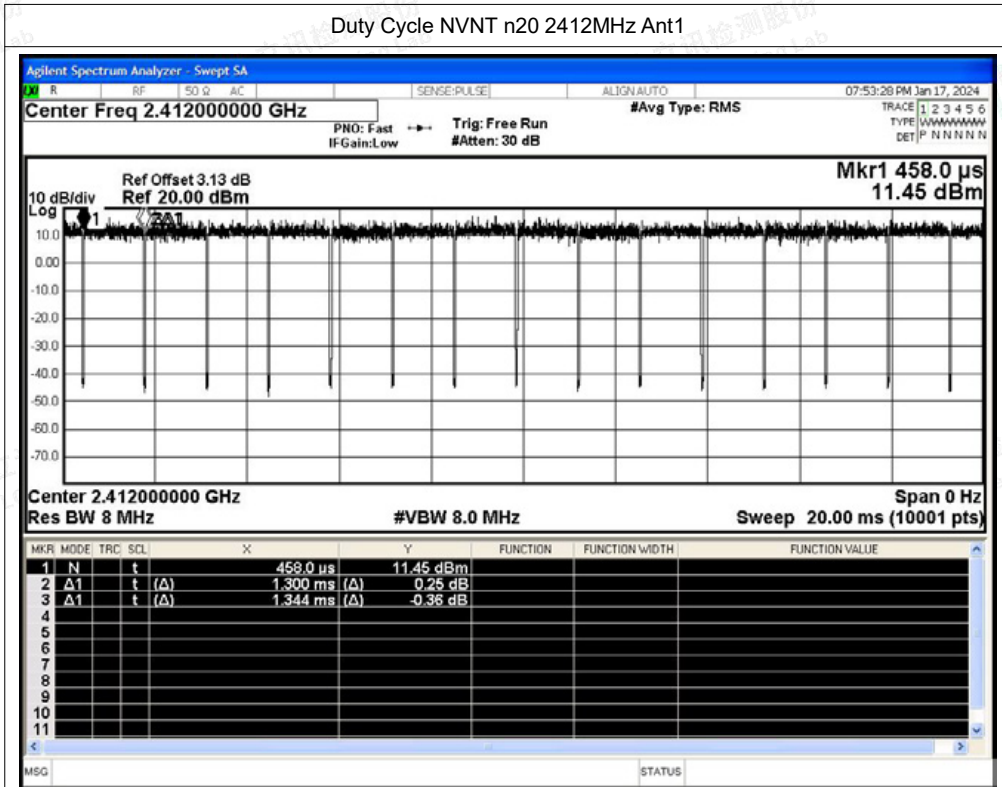 Duty Cycle NVNT n20 2412MHz Ant1
Agilent Spectrum Analyzer - Swept SA
R RF 50 Ω AC SENSE:PULSE ALIGN AUTO 07:53:28 PM Jan 17, 2024
Center Freq 2.412000000 GHz #Avg Type: RMS TRACE 1 2 3 4 5 6
PNO: Fast Trig: Free Run TYPE
IFGain:Low #Atten: 30 dB DET P N N N N N
Mkr1 458.0 µs
11.45 dBm
Ref Offset 3.13 dB
10 dB/div Ref 20.00 dBm
Log
1
10.0
0.00
-10.0
-20.0
-30.0
-40.0
-50.0
-60.0
-70.0
Center 2.412000000 GHz Span 0 Hz
Res BW 8 MHz #VBW 8.0 MHz Sweep 20.00 ms (10001 pts)
MKR MODE TRC SCL X Y FUNCTION FUNCTION WIDTH FUNCTION VALUE
1 N t 458.0 µs 11.45 dBm
2 Δ1 t (Δ) 1.300 ms (Δ) 0.25 dB
3 Δ1 t (Δ) 1.344 ms (Δ) -0.36 dB
4
5
6
7
8
9
10
11
MSG STATUS